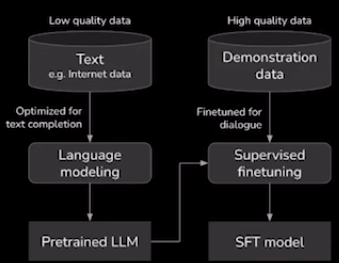 Low quality data
Text
e.g. Internet data
Optimized for
text completion
Language
modeling
Pretrained LLM
High quality data
Demonstration
data
Finetuned for
dialogue
Supervised
finetuning
SFT model